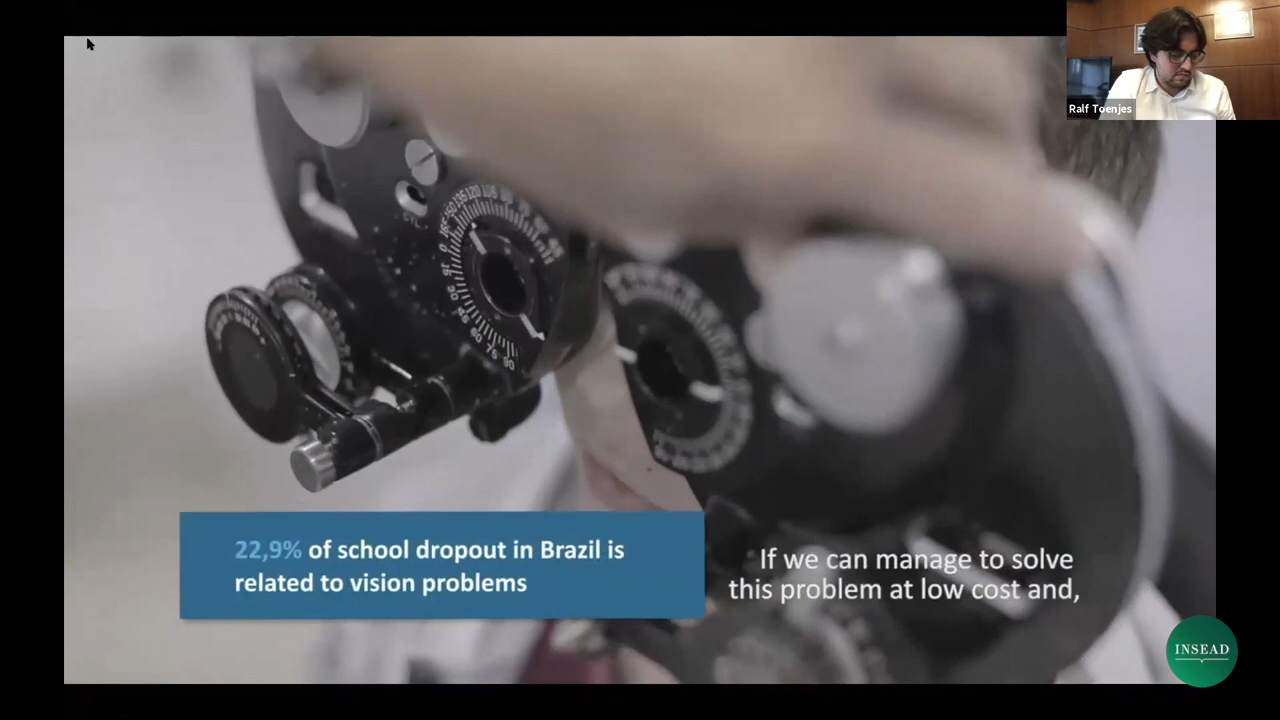 Ralf Toenjes
22,9% of school dropout in Brazil is
related to vision problems
If we can manage to solve
this problem at low cost and,
INSEAD